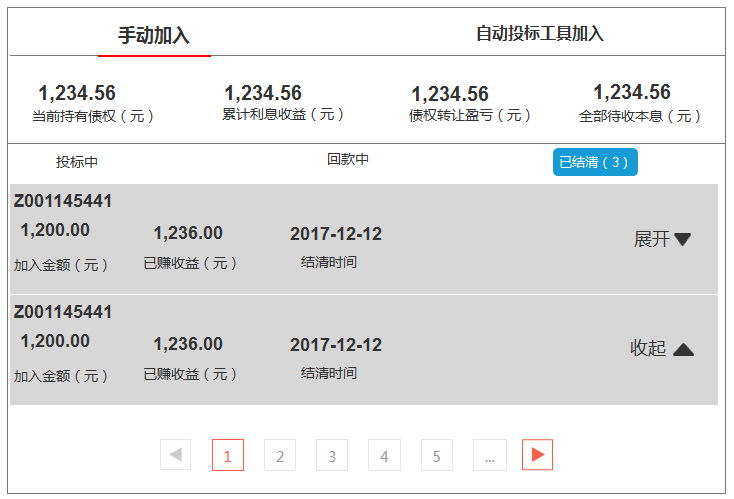 手动加入 自动投标工具加入
1,234.56 1,234.56 1,234.56 1,234.56
当前持有债权（元） 累计利息收益（元） 债权转让盈亏（元） 全部待收本息（元）
投标中 回款中 已结清（3）
Z001145441
1,200.00 1,236.00 2017-12-12 展开
加入金额（元） 已赚收益（元） 结清时间
Z001145441
1,200.00 1,236.00 2017-12-12 收起
加入金额（元） 已赚收益（元） 结清时间
1 2 3 4 5 ...